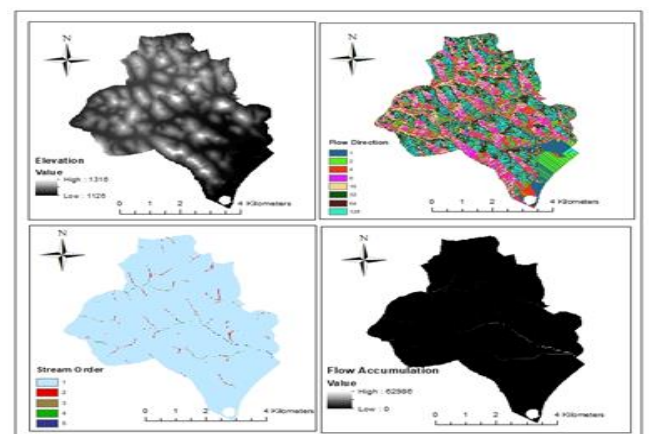 N
Elevation
Value
High : 1318
Low : 1128
0 1 2 4 Kilometers
N
Flow Direction
1
2
4
8
16
32
64
128
0 1 2 4 Kilometers
N
Stream Order
1
2
3
4
5
0 1 2 4 Kilometers
N
Flow Accumulation
Value
High : 62986
Low : 0
0 1 2 4 Kilometers